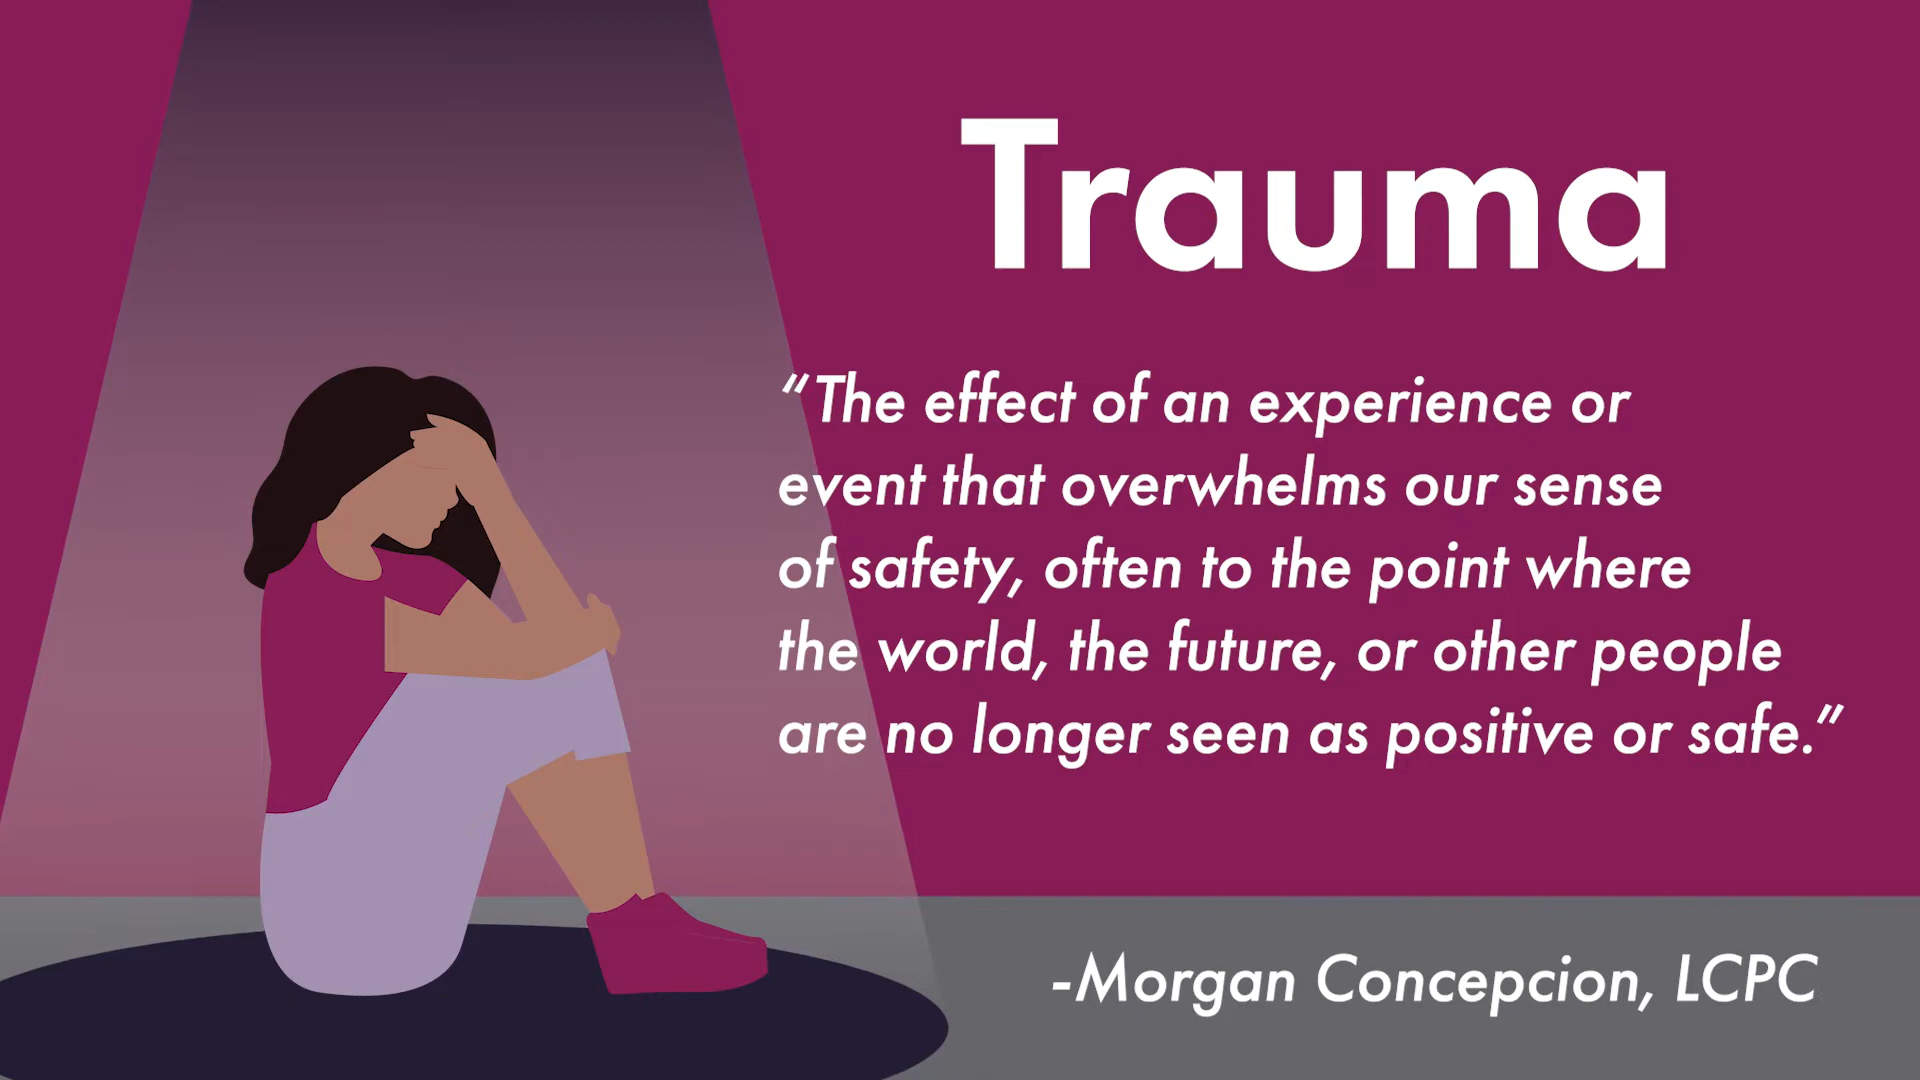 Trauma
“The effect of an experience or
event that overwhelms our sense
of safety, often to the point where
the world, the future, or other people
are no longer seen as positive or safe.”
-Morgan Concepcion, LCPC